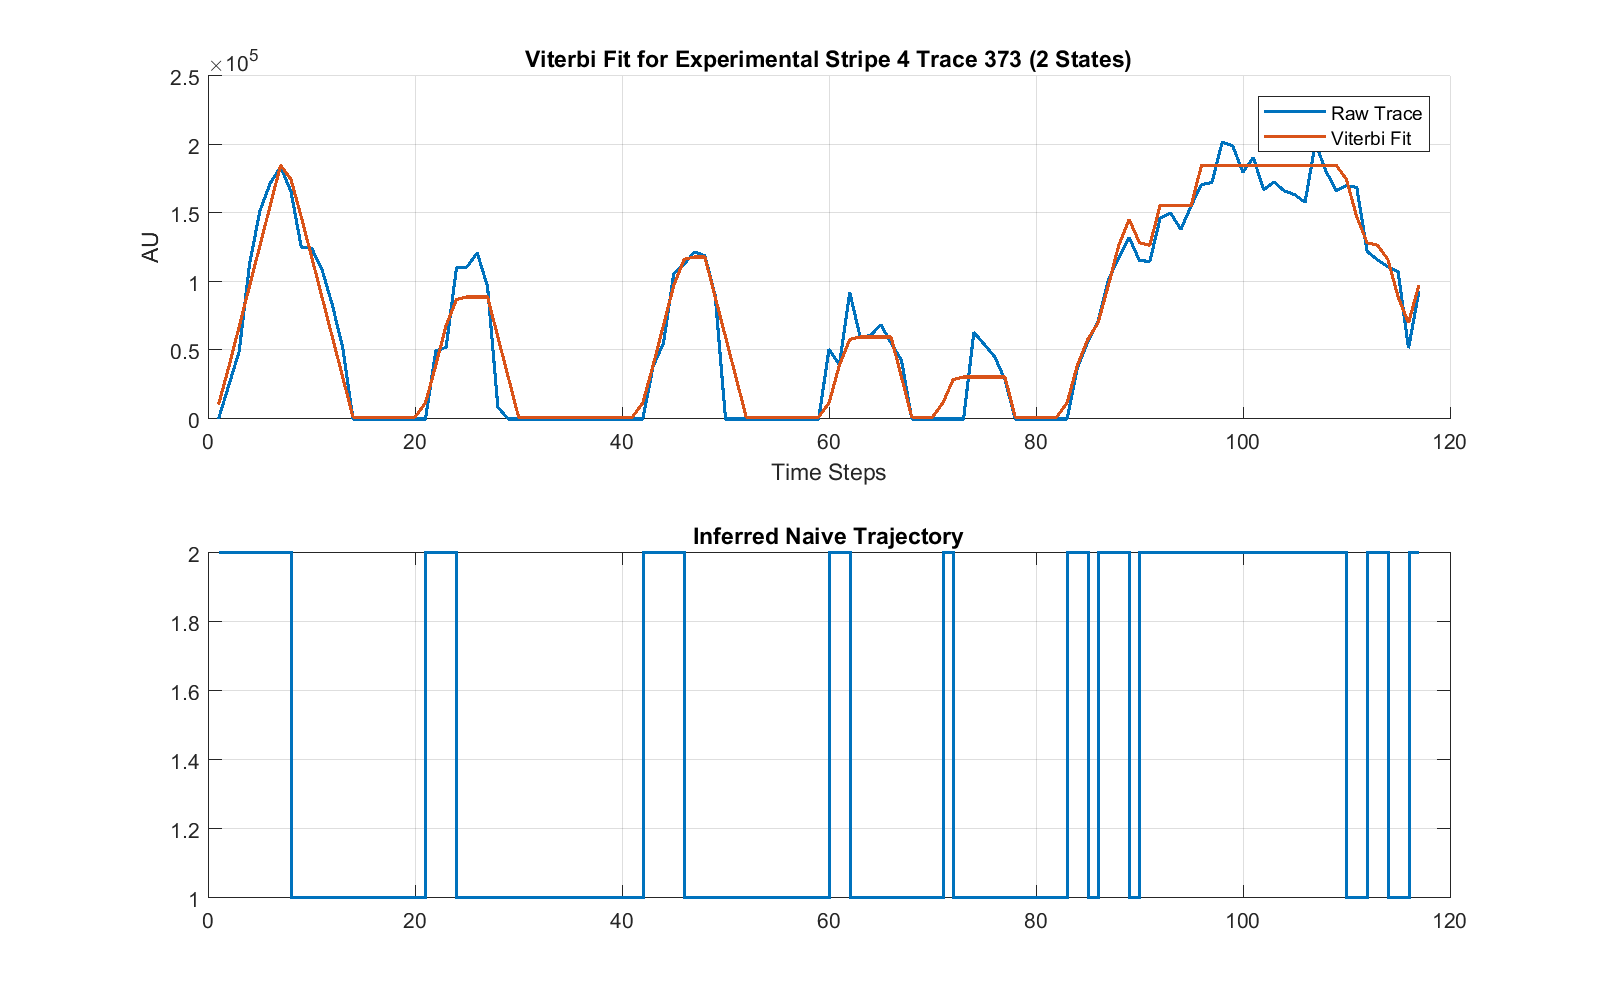 Viterbi Fit for Experimental Stripe 4 Trace 373 (2 States)
×10^5
2.5
2
1.5
1
0.5
0
AU
Raw Trace
Viterbi Fit
0 20 40 60 80 100 120
Time Steps
Inferred Naive Trajectory
2
1.8
1.6
1.4
1.2
1
0 20 40 60 80 100 120